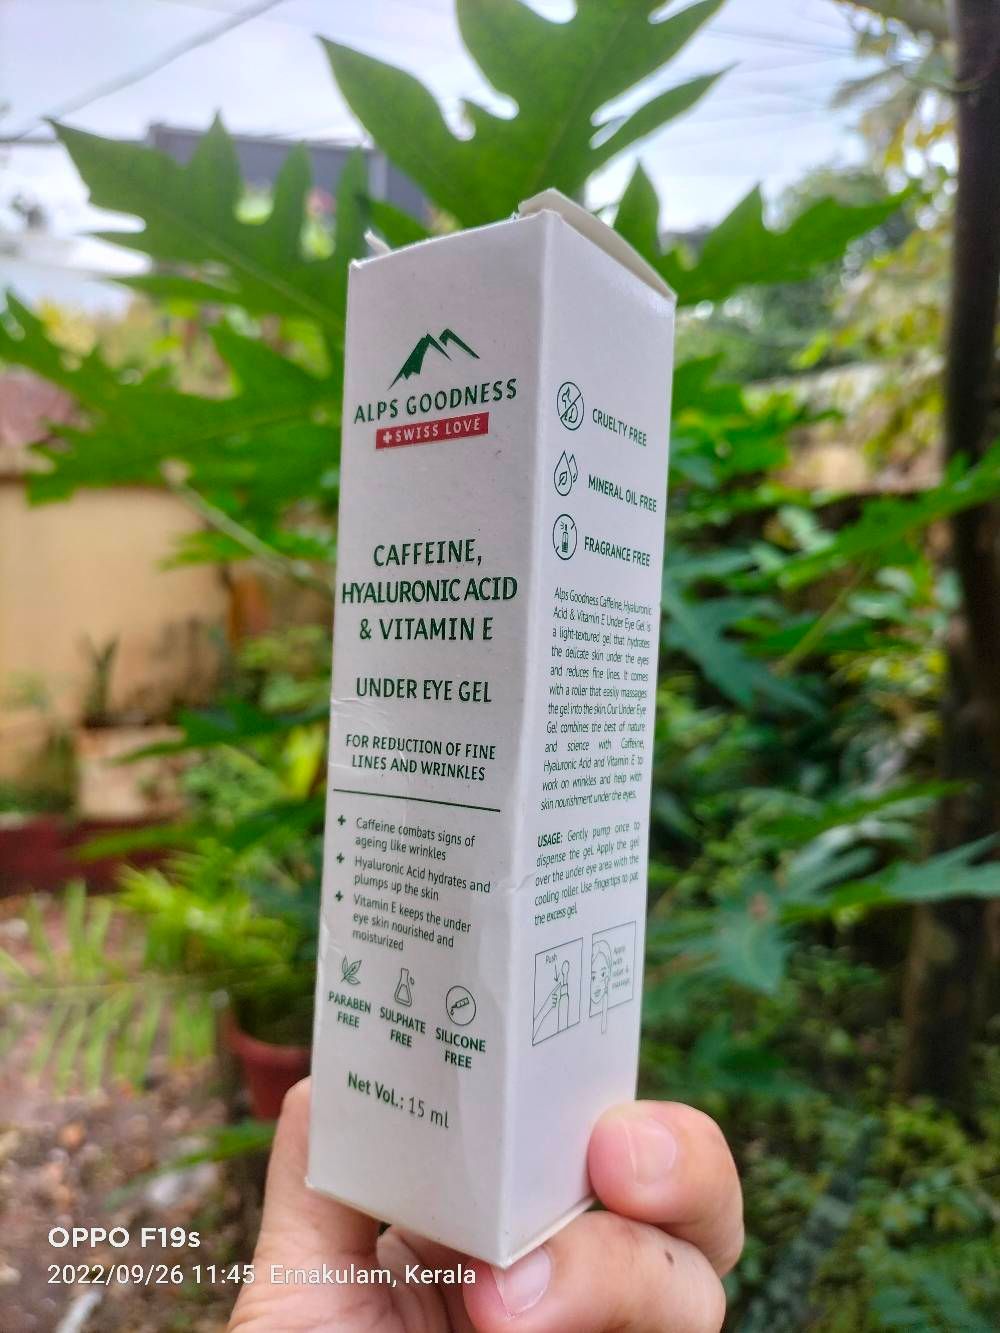 ALPS GOODNESS
SWISS LOVE
CAFFEINE,
HYALURONIC ACID
& VITAMIN E
UNDER EYE GEL
FOR REDUCTION OF FINE
LINES AND WRINKLES
Caffeine combats signs of
ageing like wrinkles
Hyaluronic Acid hydrates and
plumps up the skin
Vitamin E keeps the under
eye skin nourished and
moisturized
PARABEN
FREE
SULPHATE
FREE
SILICONE
FREE
Net Vol.: 15 ml
CRUELTY FREE
MINERAL OIL FREE
FRAGRANCE FREE
Alps Goodness Caffeine, Hyaluronic
Acid & Vitamin E Under Eye Gel is
a light-textured gel that hydrates
the delicate skin under the eyes
and reduces fine lines. It comes
with a roller that easily massages
the gel into the skin. Our Under Eye
Gel combines the best of nature
and science with Caffeine,
Hyaluronic Acid and Vitamin E to
work on wrinkles and help with
skin nourishment under the eyes.
USAGE: Gently pump once to
dispense the gel. Apply the gel
over the under eye area with the
cooling roller. Use fingertips to pat
the excess gel.
Push
Apply
with
roller &
massage
OPPO F19s
2022/09/26 11:45 Ernakulam, Kerala